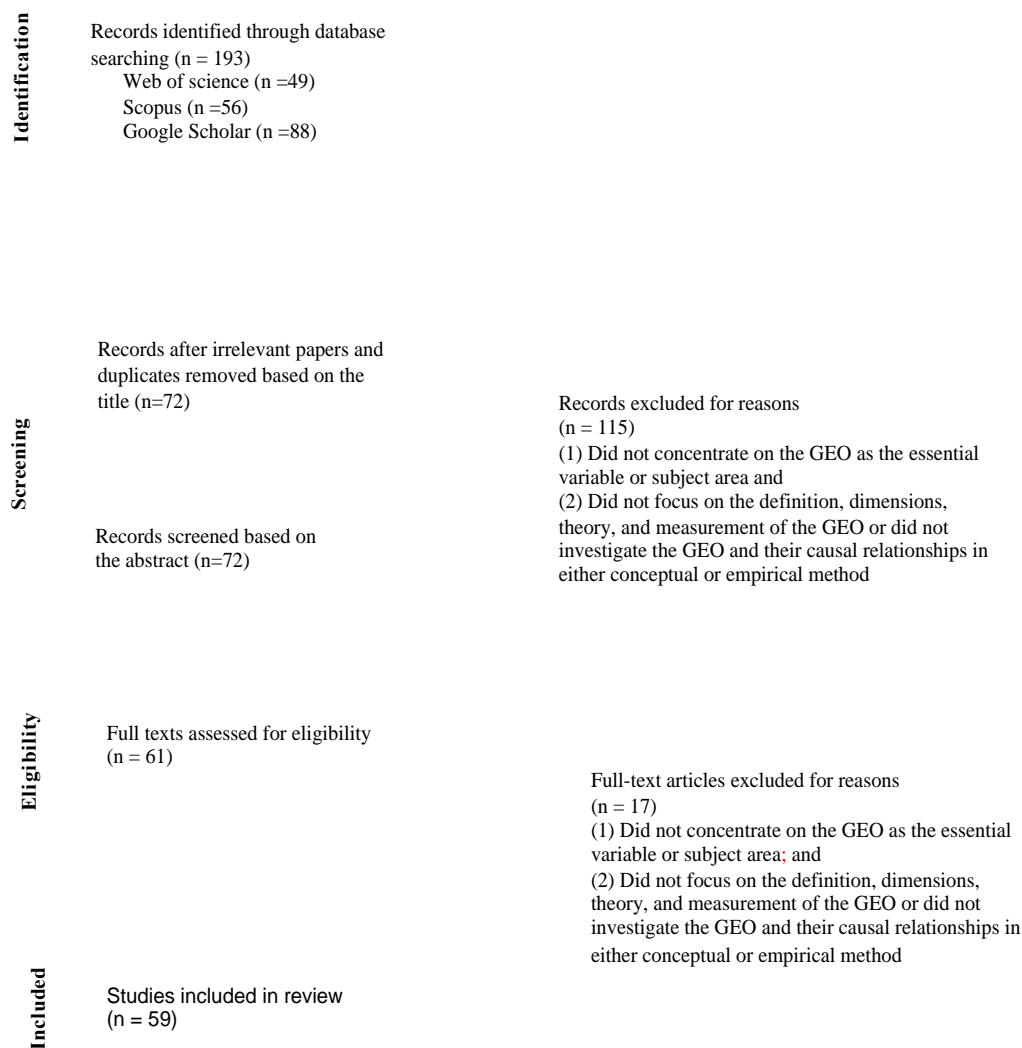 Identification
Records identified through database
searching (n = 193)
Web of science (n =49)
Scopus (n =56)
Google Scholar (n =88)
Screening
Records after irrelevant papers and
duplicates removed based on the
title (n=72)
Records excluded for reasons
(n = 115)
(1) Did not concentrate on the GEO as the essential
variable or subject area and
(2) Did not focus on the definition, dimensions,
theory, and measurement of the GEO or did not
investigate the GEO and their causal relationships in
either conceptual or empirical method
Records screened based on
the abstract (n=72)
Eligibility
Full texts assessed for eligibility
(n = 61)
Full-text articles excluded for reasons
(n = 17)
(1) Did not concentrate on the GEO as the essential
variable or subject area; and
(2) Did not focus on the definition, dimensions,
theory, and measurement of the GEO or did not
investigate the GEO and their causal relationships in
either conceptual or empirical method
Included
Studies included in review
(n = 59)